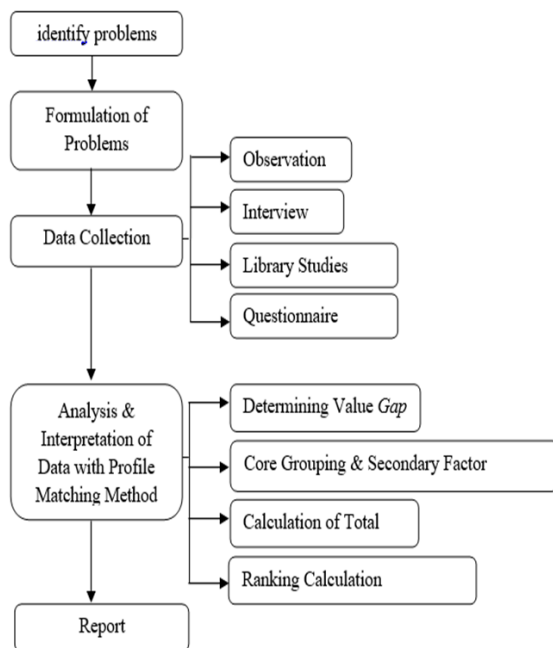 identify problems
Formulation of
Problems
Data Collection
Observation
Interview
Library Studies
Questionnaire
Analysis &
Interpretation of
Data with Profile
Matching Method
Determining Value Gap
Core Grouping & Secondary Factor
Calculation of Total
Ranking Calculation
Report